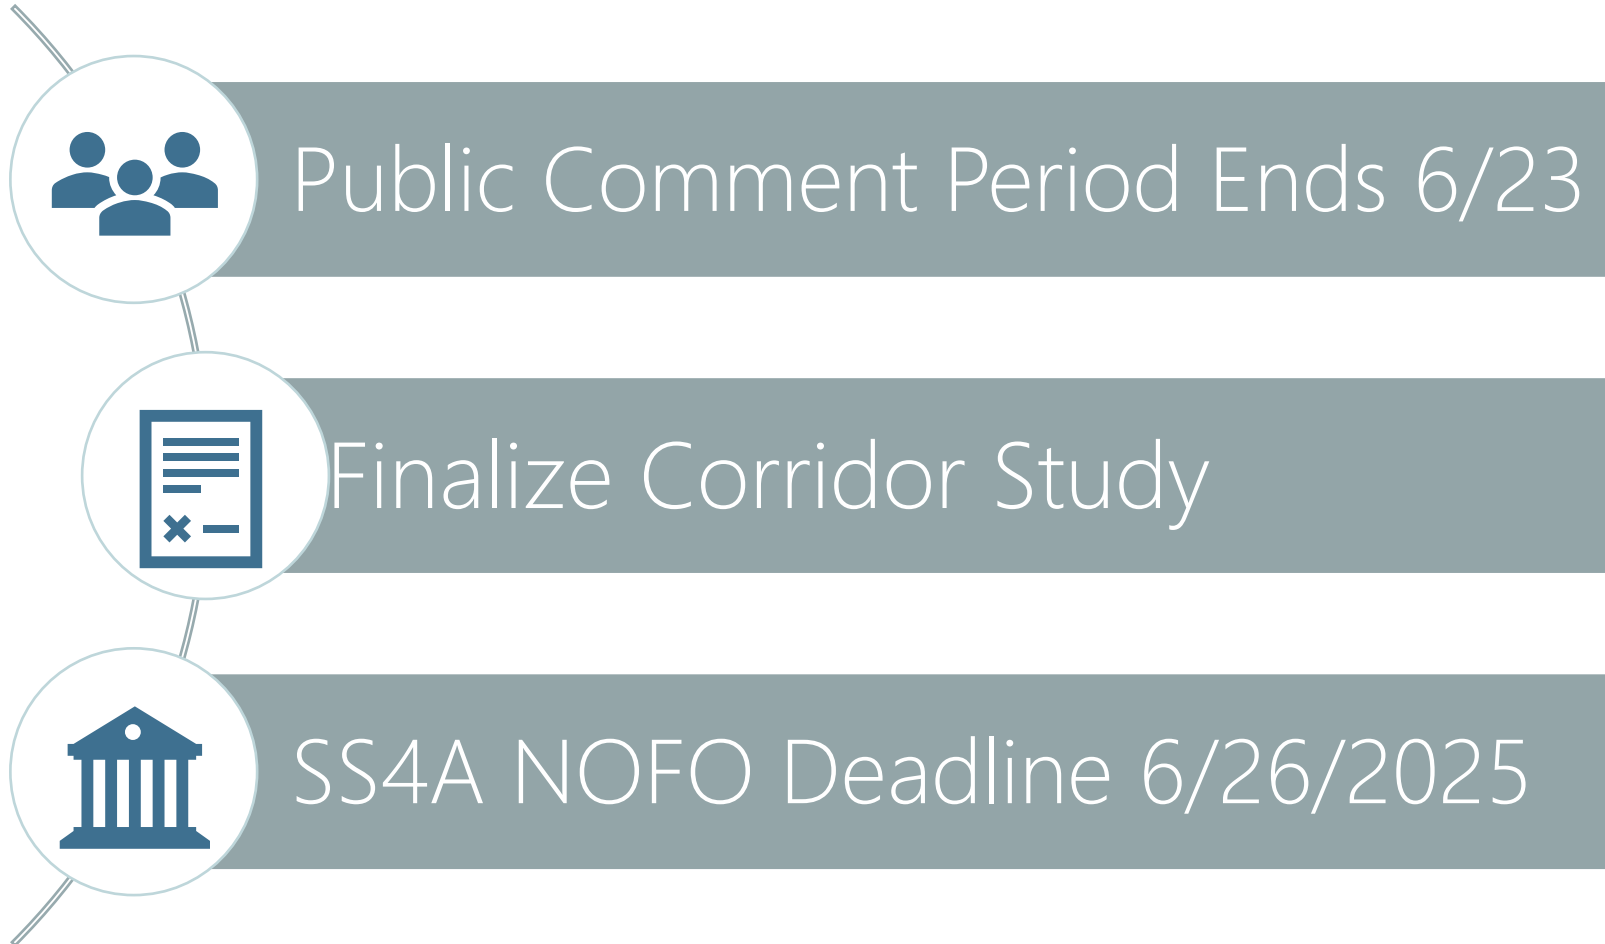 Public Comment Period Ends 6/23
Finalize Corridor Study
SS4A NOFO Deadline 6/26/2025